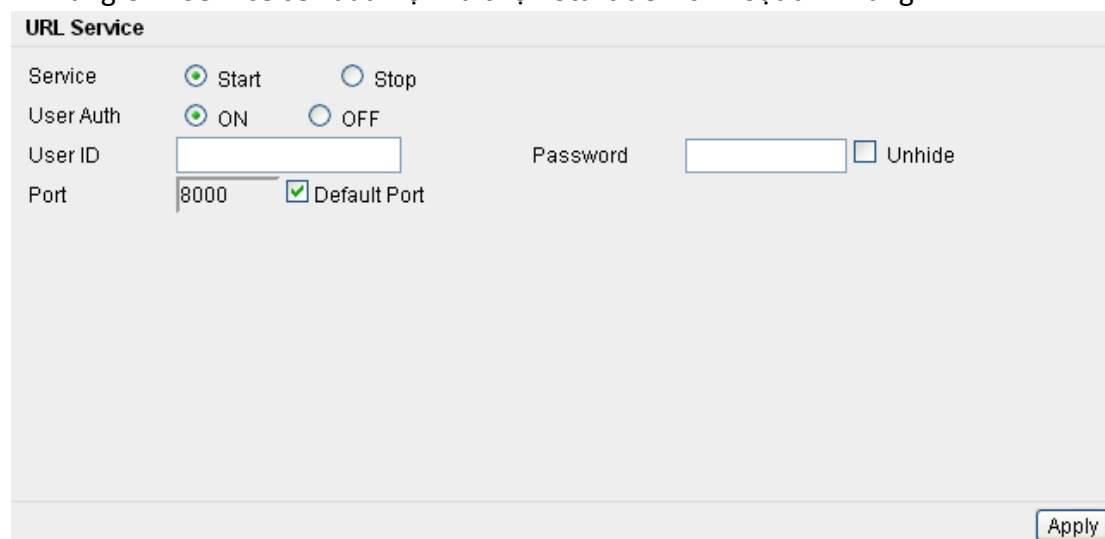 URL Service
Service Start Stop
User Auth ON OFF
User ID Password Unhide
Port 8000 Default Port
Apply